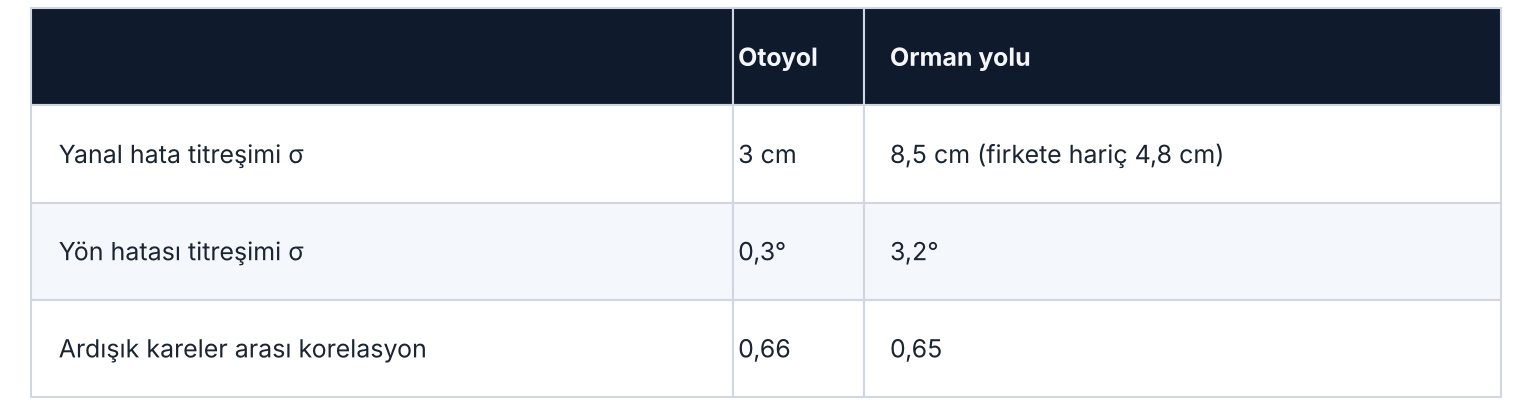 Otoyol Orman yolu
Yanal hata titreşimi σ 3 cm 8,5 cm (firkete hariç 4,8 cm)
Yön hatası titreşimi σ 0,3° 3,2°
Ardışık kareler arası korelasyon 0,66 0,65